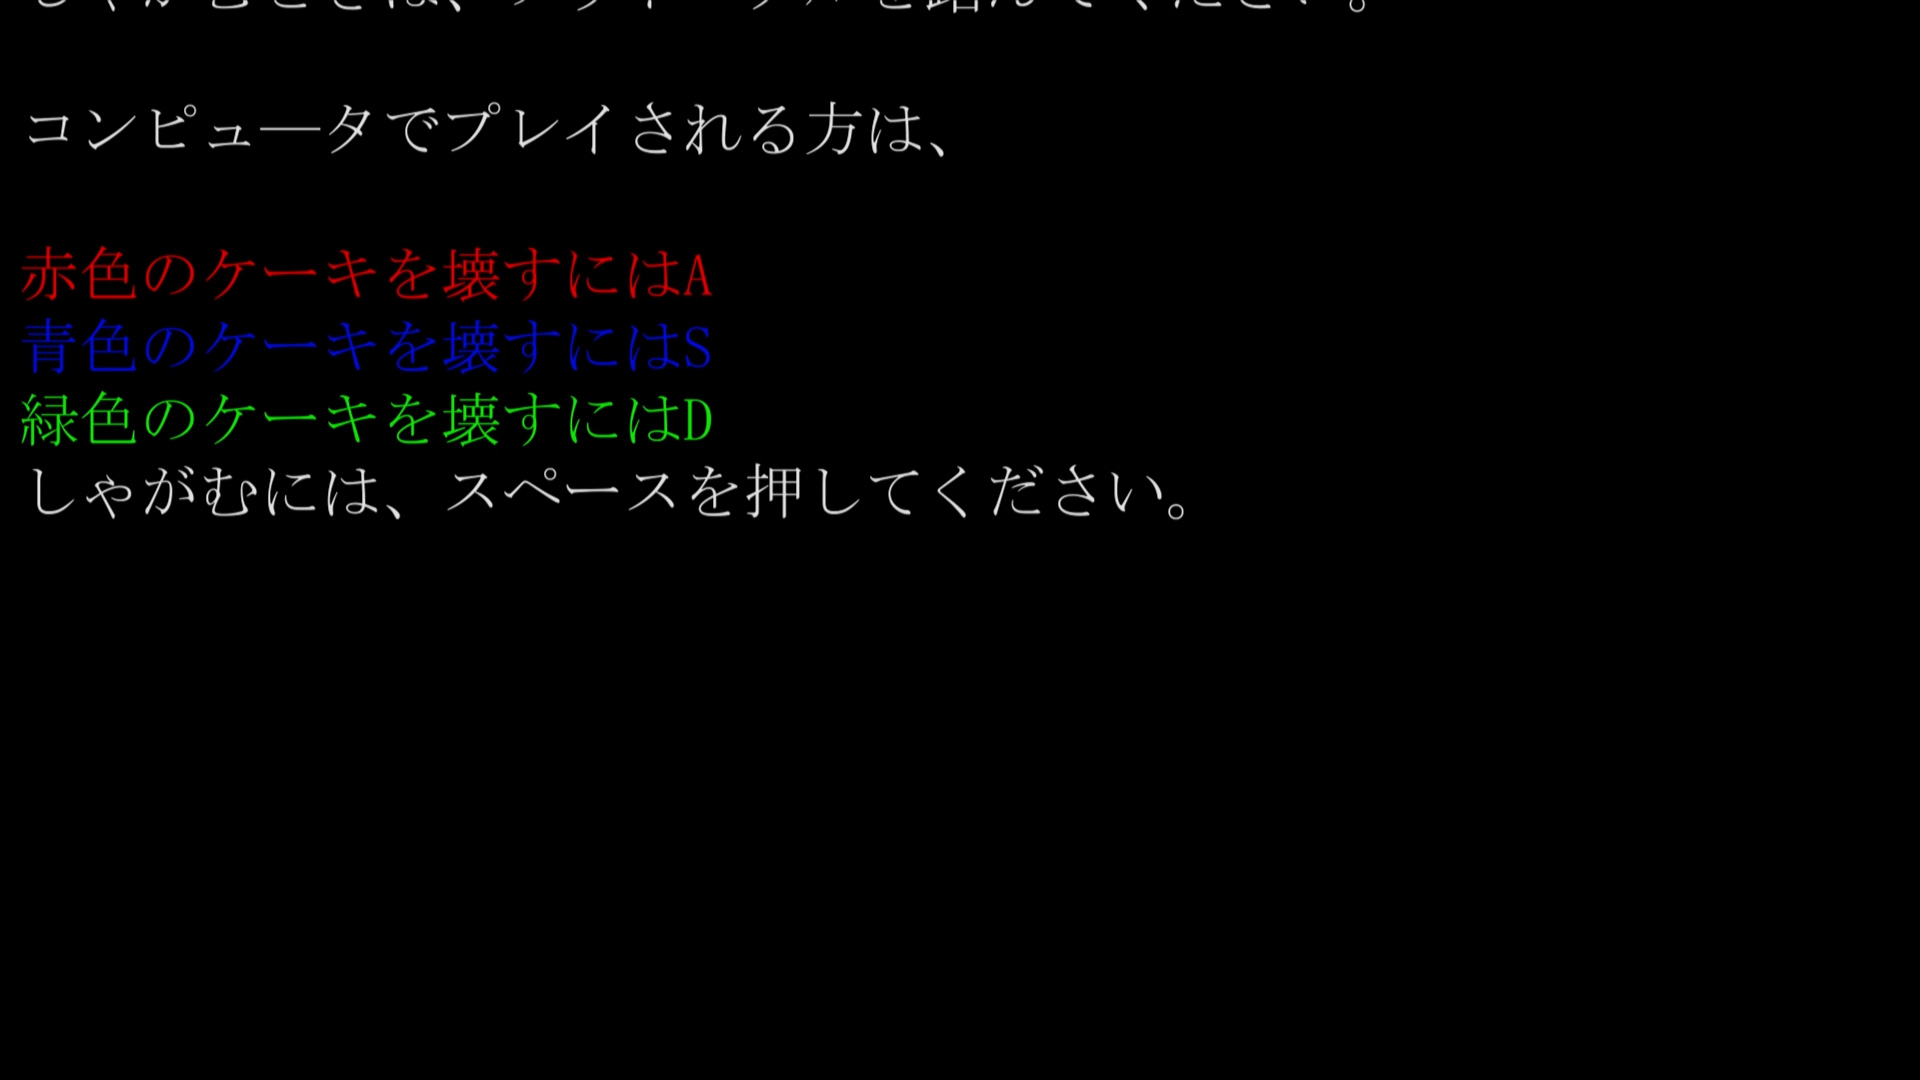 コンピュ―タでプレイされる方は、
赤色のケーキを壊すにはA
青色のケーキを壊すにはS
緑色のケーキを壊すにはD
しゃがむには、スペースを押してください。